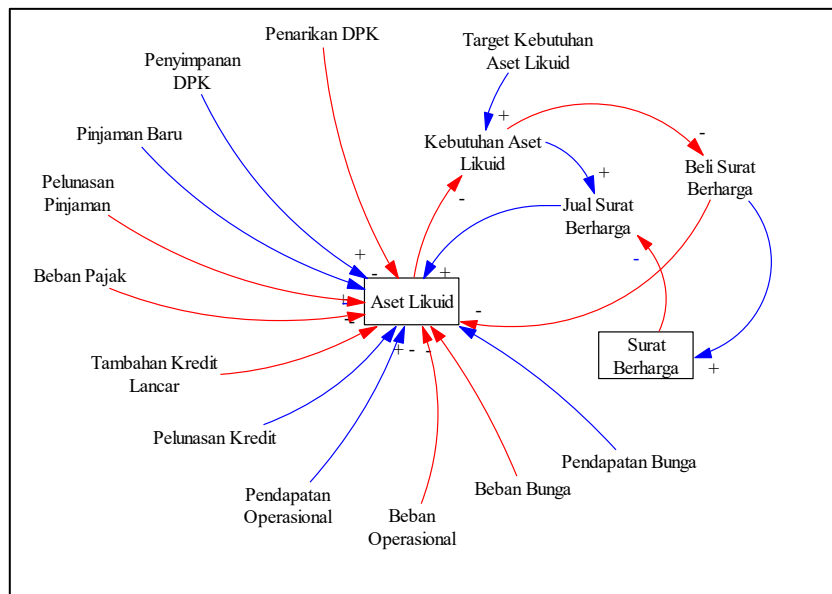 Penarikan DPK
Target Kebutuhan
Aset Likuid
Penyimpanan
DPK
+
Pinjaman Baru
Kebutuhan Aset
Likuid
-
Beli Surat
Berharga
+
Pelunasan
Pinjaman
-
Jual Surat
Berharga
Beban Pajak
+
-
+
-
Aset Likuid
+
--
-
Surat
Berharga
+
Tambahan Kredit
Lancar
+
-
-
Pelunasan Kredit
Pendapatan Bunga
Pendapatan
Operasional
Beban Bunga
Beban
Operasional